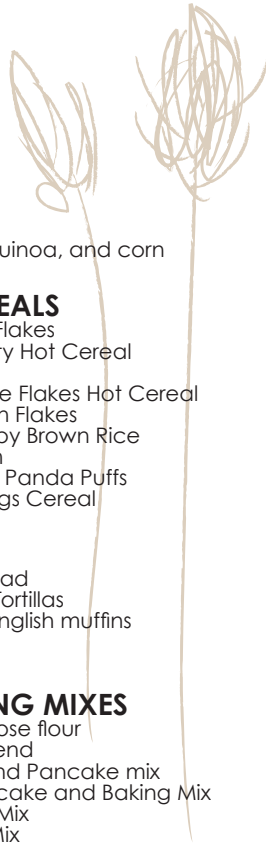 uinoa, and corn
EALS
Flakes
ry Hot Cereal
e Flakes Hot Cereal
n Flakes
py Brown Rice
n
Panda Puffs
gs Cereal
ad
Tortillas
nglish muffins
NG MIXES
ose flour
end
nd Pancake mix
cake and Baking Mix
Mix
Mix